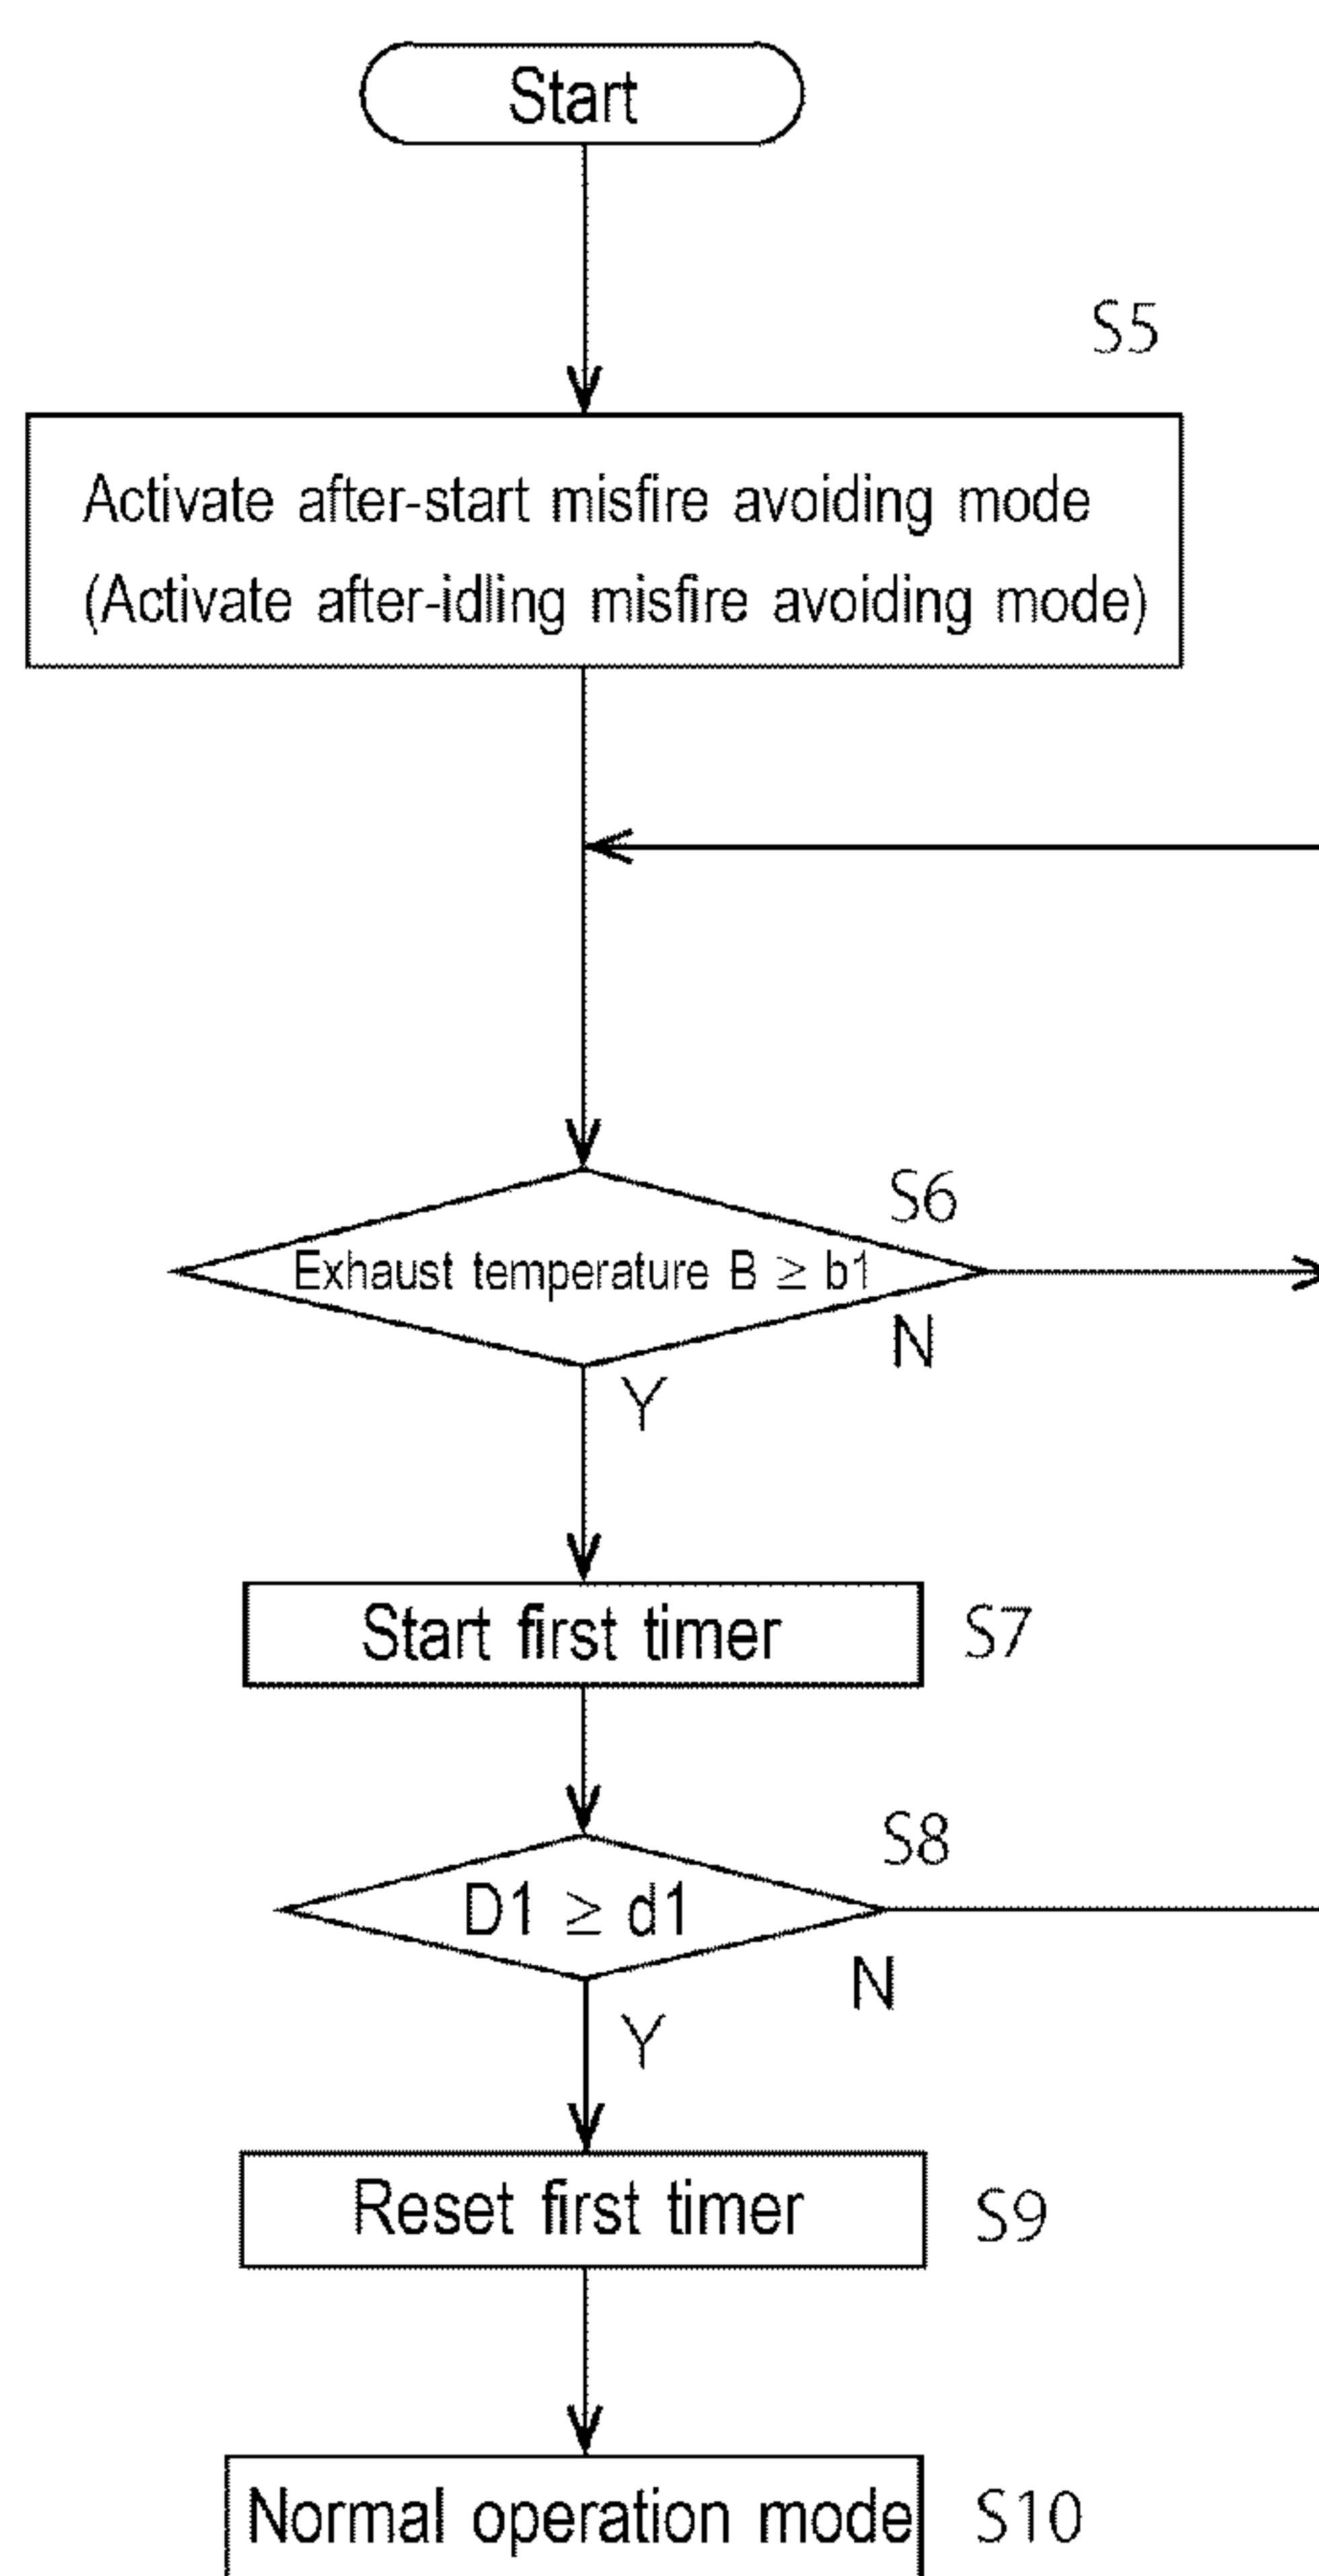 Start
S5
Activate after-start misfire avoiding mode
(Activate after-idling misfire avoiding mode)
S6
Exhaust temperature B ≥ b1
N
Y
Start first timer
S7
S8
D1 ≥ d1
N
Y
Reset first timer
S9
Normal operation mode
S10